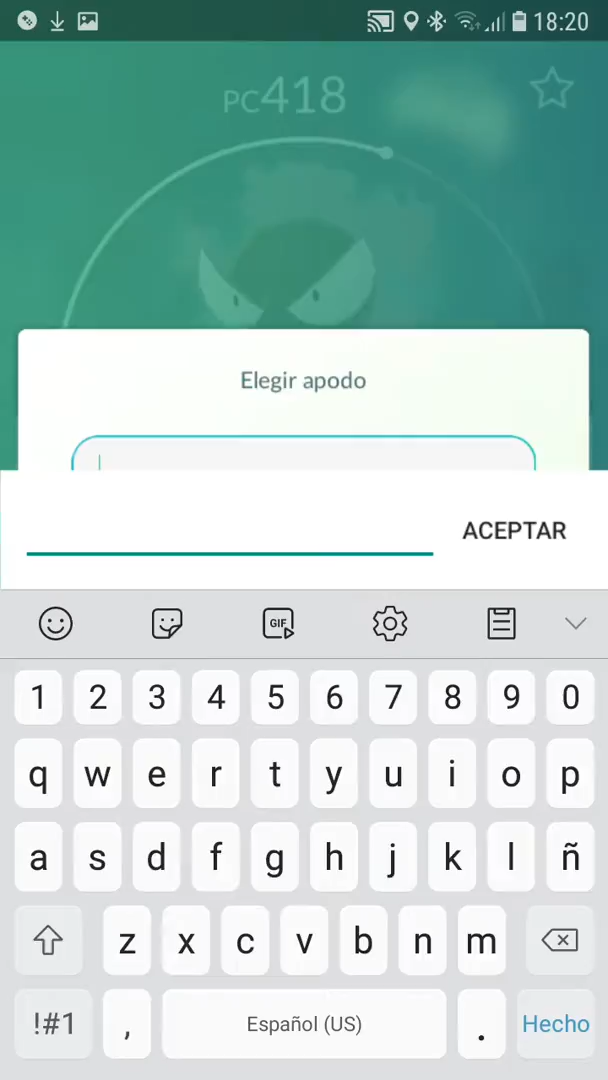 18:20
PC418
Elegir apodo
ACEPTAR
GIF
1 2 3 4 5 6 7 8 9 0
q w e r t y u i o p
a s d f g h j k l ñ
z x c v b n m
!#1 , Español (US) . Hecho